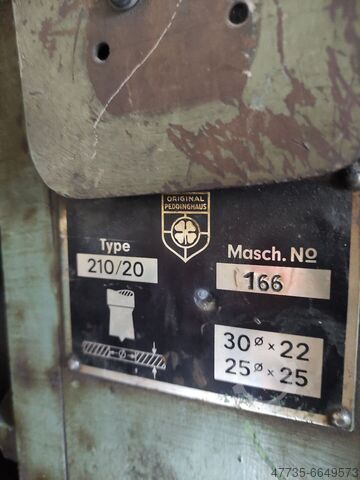 ORIGINAL
PEDDINGHAUS
Type
210/20
Masch. No
166
30 ø x 22
25 ø x 25
47735-6649573